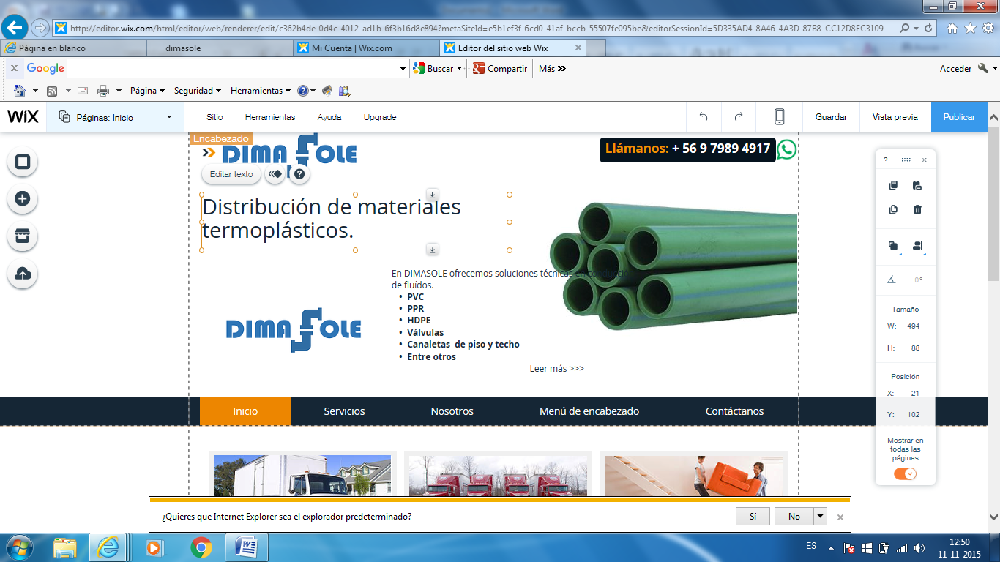 http://editor.wix.com/html/editor/web/renderer/edit/c362b4de-0d4c-4012-ad1b-6f3b16d8e894?metaSiteId=e5b1ef3f-6cd0-41af-bccb-55507fe095be&editorSessionId=5D335AD4-8A46-4A3D-87B8-CC12D8EC3109
Página en blanco
dimasole
Mi Cuenta | Wix.com
Editor del sitio web Wix
Google
Buscar
Compartir
Más
Acceder
Página
Seguridad
Herramientas
WiX
Páginas: Inicio
Sitio
Herramientas
Ayuda
Upgrade
Guardar
Vista previa
Publicar
Encabezado
DIMA SOLE
Llámanos: + 56 9 7989 4917
Editar texto
Distribución de materiales
termoplásticos.
En DIMASOLE ofrecemos soluciones técnicas en conducción
de fluídos.
• PVC
• PPR
• HDPE
• Válvulas
• Canaletas de piso y techo
• Entre otros
DIMA SOLE
Leer más >>>
Inicio
Servicios
Nosotros
Menú de encabezado
Contáctanos
?
0°
Tamaño
W: 494
H: 88
Posición
X: 21
Y: 102
Mostrar en
todas las
páginas
¿Quieres que Internet Explorer sea el explorador predeterminado?
Sí
No
ES
12:50
11-11-2015